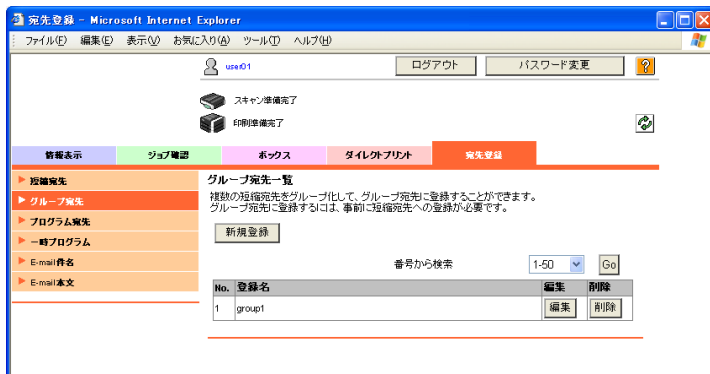 宛先登録 - Microsoft Internet Explorer
ファイル(F) 編集(E) 表示(V) お気に入り(A) ツール(T) ヘルプ(H)
user01 ログアウト パスワード変更 ?
スキャン準備完了
印刷準備完了
情報表示 ジョブ確認 ボックス ダイレクトプリント 宛先登録
短縮宛先
グループ宛先
プログラム宛先
一時プログラム
E-mail件名
E-mail本文
グループ宛先一覧
複数の短縮宛先をグループ化して、グループ宛先に登録することができます。
グループ宛先に登録するには、事前に短縮宛先への登録が必要です。
新規登録
番号から検索 1-50 Go
No. 登録名 編集 削除
1 group1 編集 削除